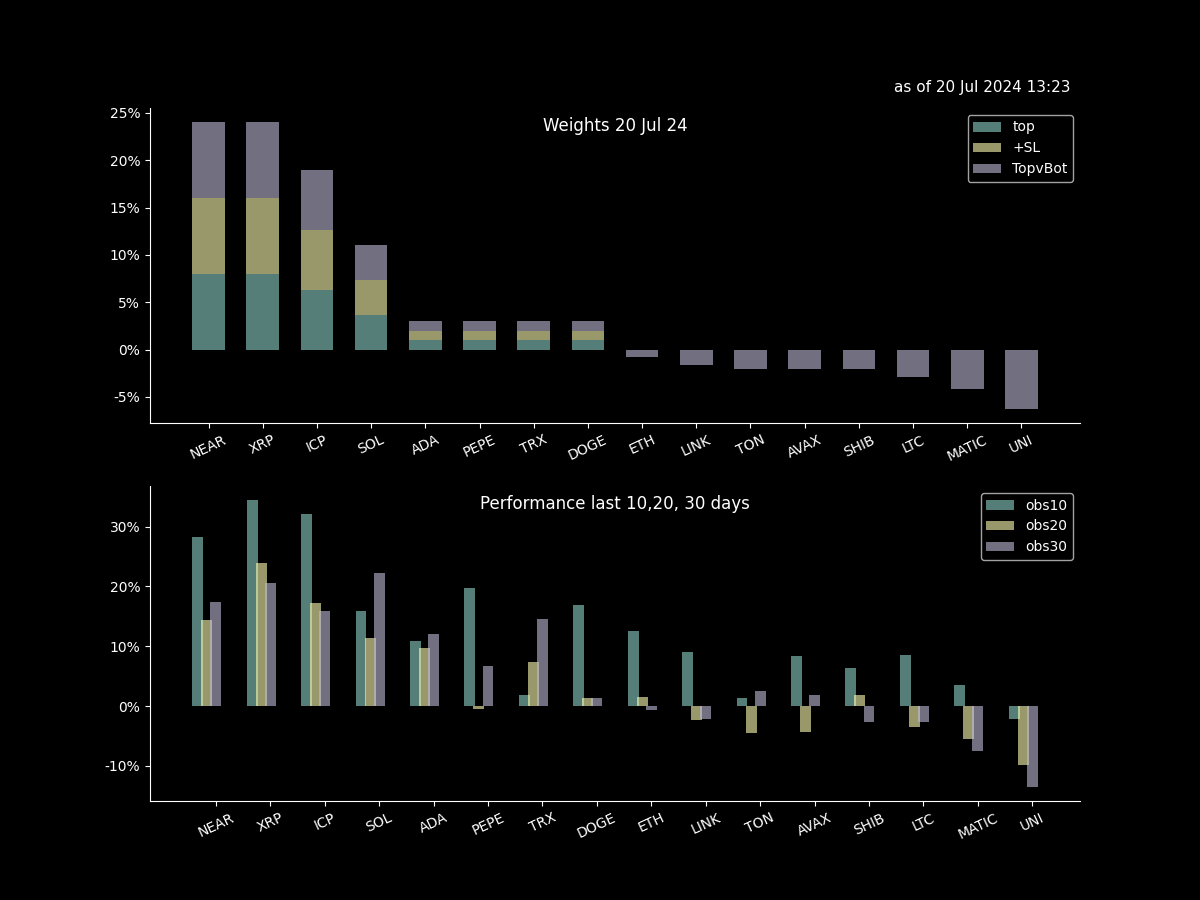 as of 20 Jul 2024 13:23
Weights 20 Jul 24
top
+SL
TopvBot
25%
20%
15%
10%
5%
0%
-5%
NEAR XRP ICP SOL ADA PEPE TRX DOGE ETH LINK TON AVAX SHIB LTC MATIC UNI
Performance last 10,20, 30 days
obs10
obs20
obs30
30%
20%
10%
0%
-10%
NEAR XRP ICP SOL ADA PEPE TRX DOGE ETH LINK TON AVAX SHIB LTC MATIC UNI